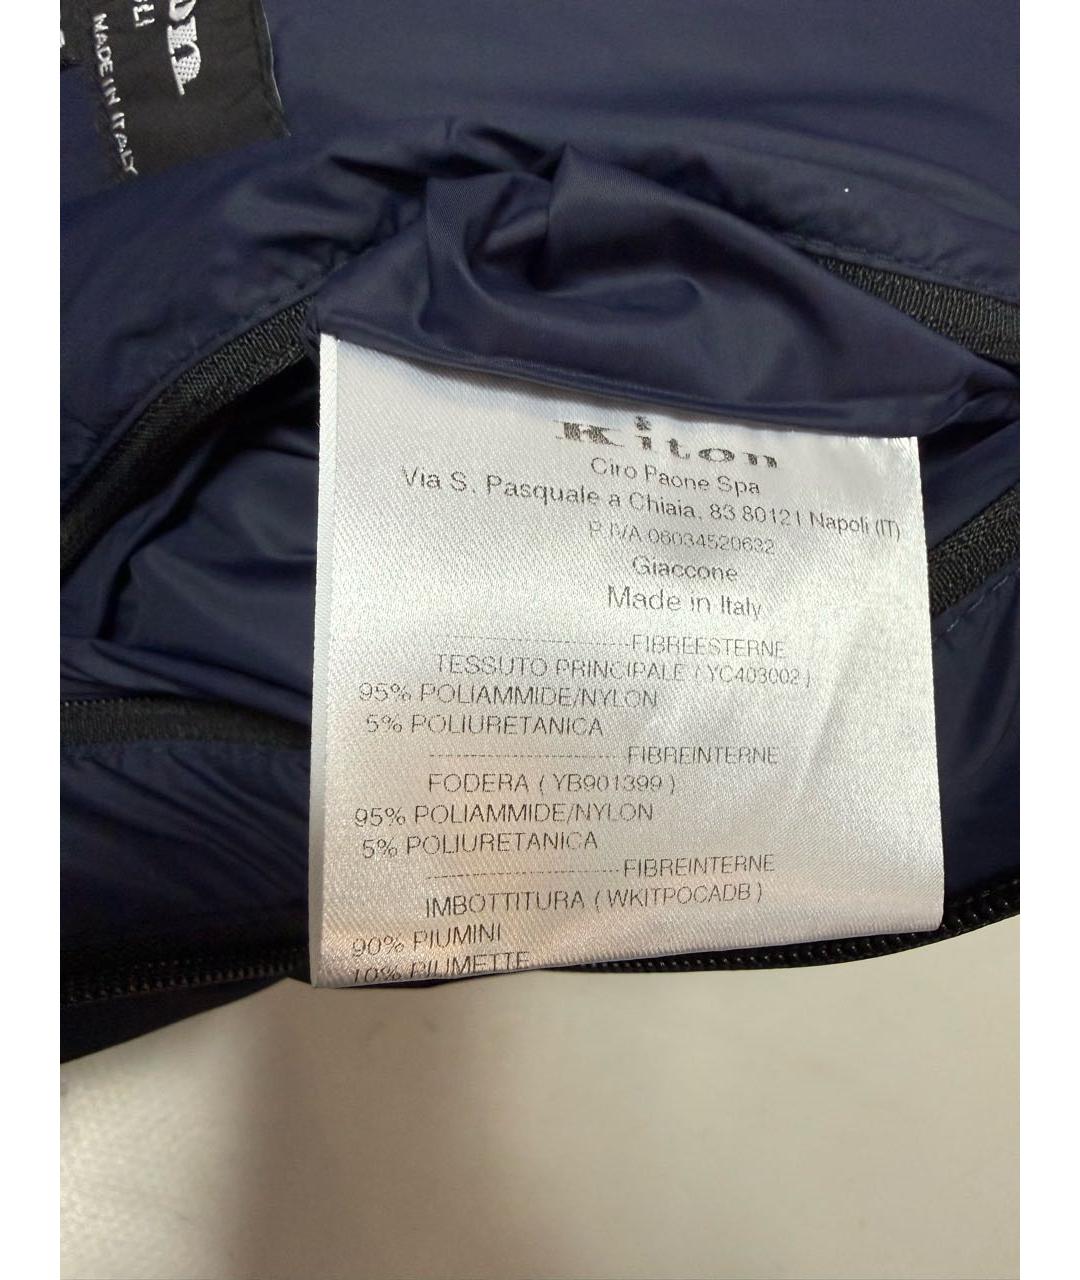 on
MADE IN ITALY
Kiton
Ciro Paone Spa
Via S. Pasquale a Chiaia, 83 80121 Napoli (IT)
P.IVA 06034520632
Giaccone
Made in Italy
-------------------------FIBREESTERNE
TESSUTO PRINCIPALE ( YC403002 )
95% POLIAMMIDE/NYLON
5% POLIURETANICA
-------------------------FIBREINTERNE
FODERA ( YB901399 )
95% POLIAMMIDE/NYLON
5% POLIURETANICA
-------------------------FIBREINTERNE
IMBOTTITURA ( WKITPOCADB )
90% PIUMINI
10% PIUMETTE